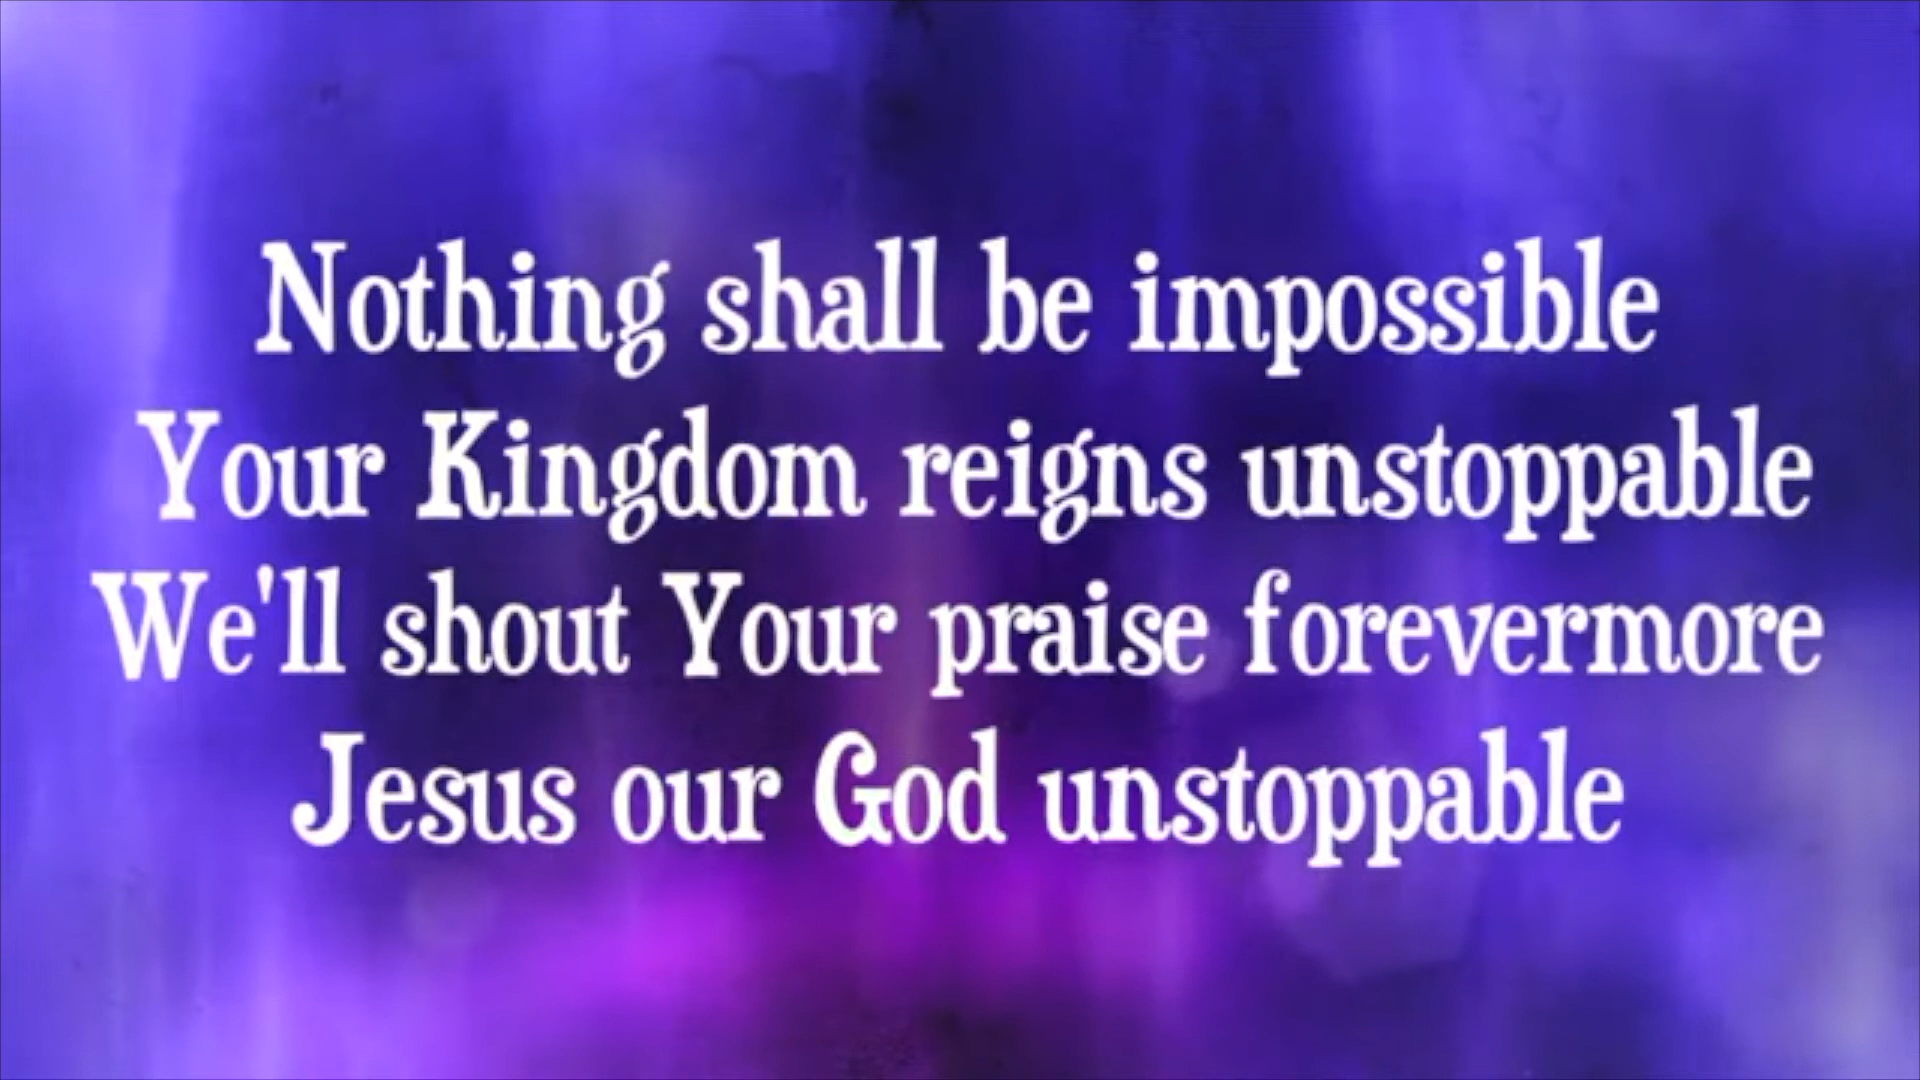 Nothing shall be impossible
Your Kingdom reigns unstoppable
We'll shout Your praise forevermore
Jesus our God unstoppable